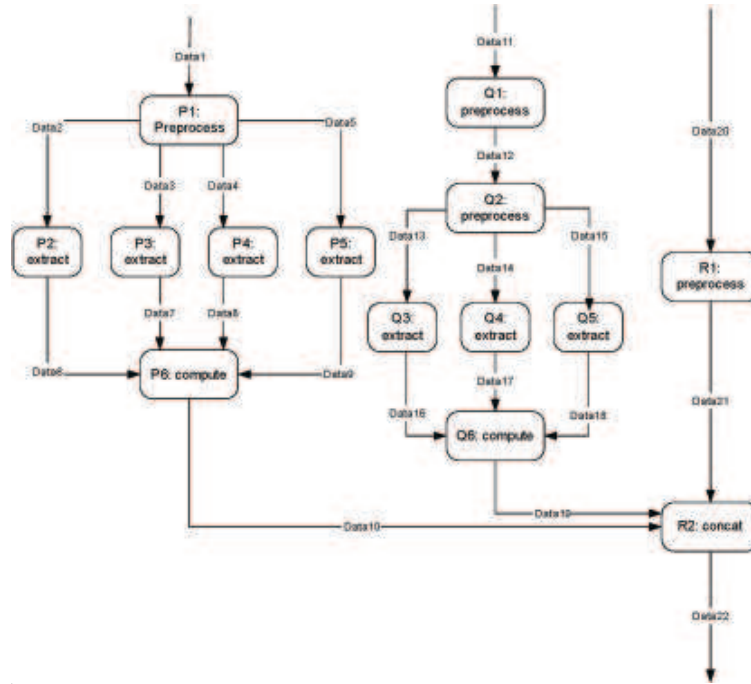 Data1
Data11
P1:
Preprocess
Q1:
preprocess
Data2
Data5
Data20
Data12
Data3
Data4
Q2:
preprocess
P2:
extract
P3:
extract
P4:
extract
P5:
extract
Data13
Data15
Data14
R1:
preprocess
Data7
Data8
Q3:
extract
Q4:
extract
Q5:
extract
Data6
P6: compute
Data9
Data17
Data21
Data16
Data18
Q6: compute
Data19
Data10
R2: concat
Data22